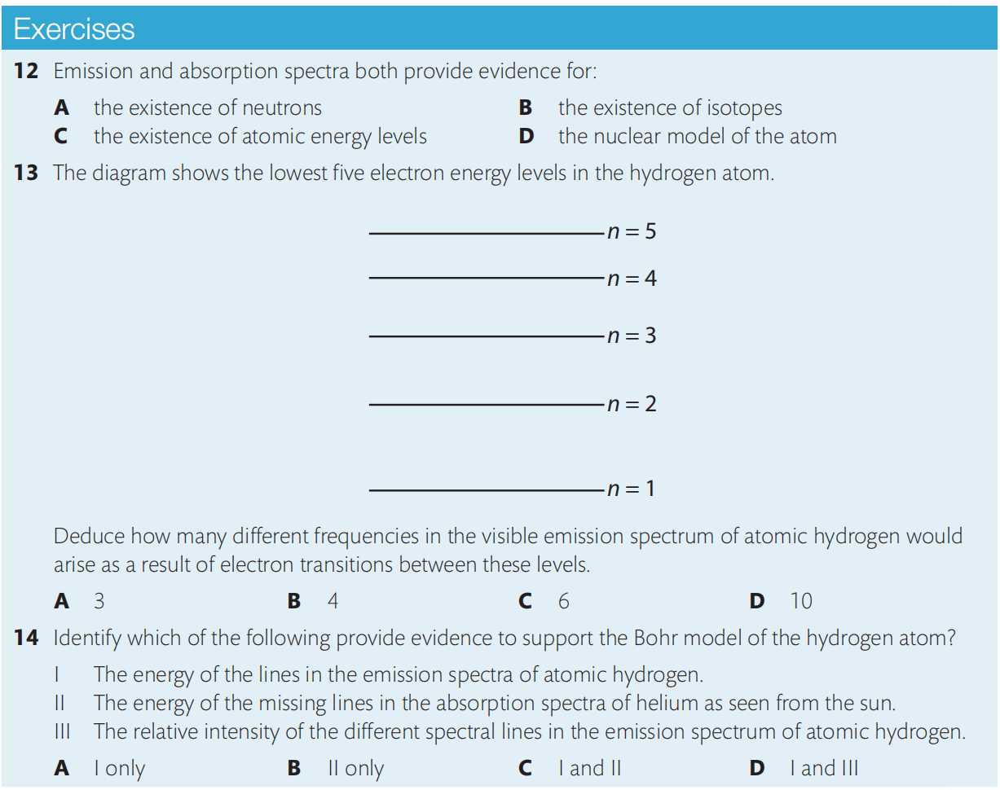 Exercises
12 Emission and absorption spectra both provide evidence for:
A the existence of neutrons B the existence of isotopes
C the existence of atomic energy levels D the nuclear model of the atom
13 The diagram shows the lowest five electron energy levels in the hydrogen atom.
n = 5
n = 4
n = 3
n = 2
n = 1
Deduce how many different frequencies in the visible emission spectrum of atomic hydrogen would
arise as a result of electron transitions between these levels.
A 3 B 4 C 6 D 10
14 Identify which of the following provide evidence to support the Bohr model of the hydrogen atom?
I The energy of the lines in the emission spectra of atomic hydrogen.
II The energy of the missing lines in the absorption spectra of helium as seen from the sun.
III The relative intensity of the different spectral lines in the emission spectrum of atomic hydrogen.
A I only B II only C I and II D I and III